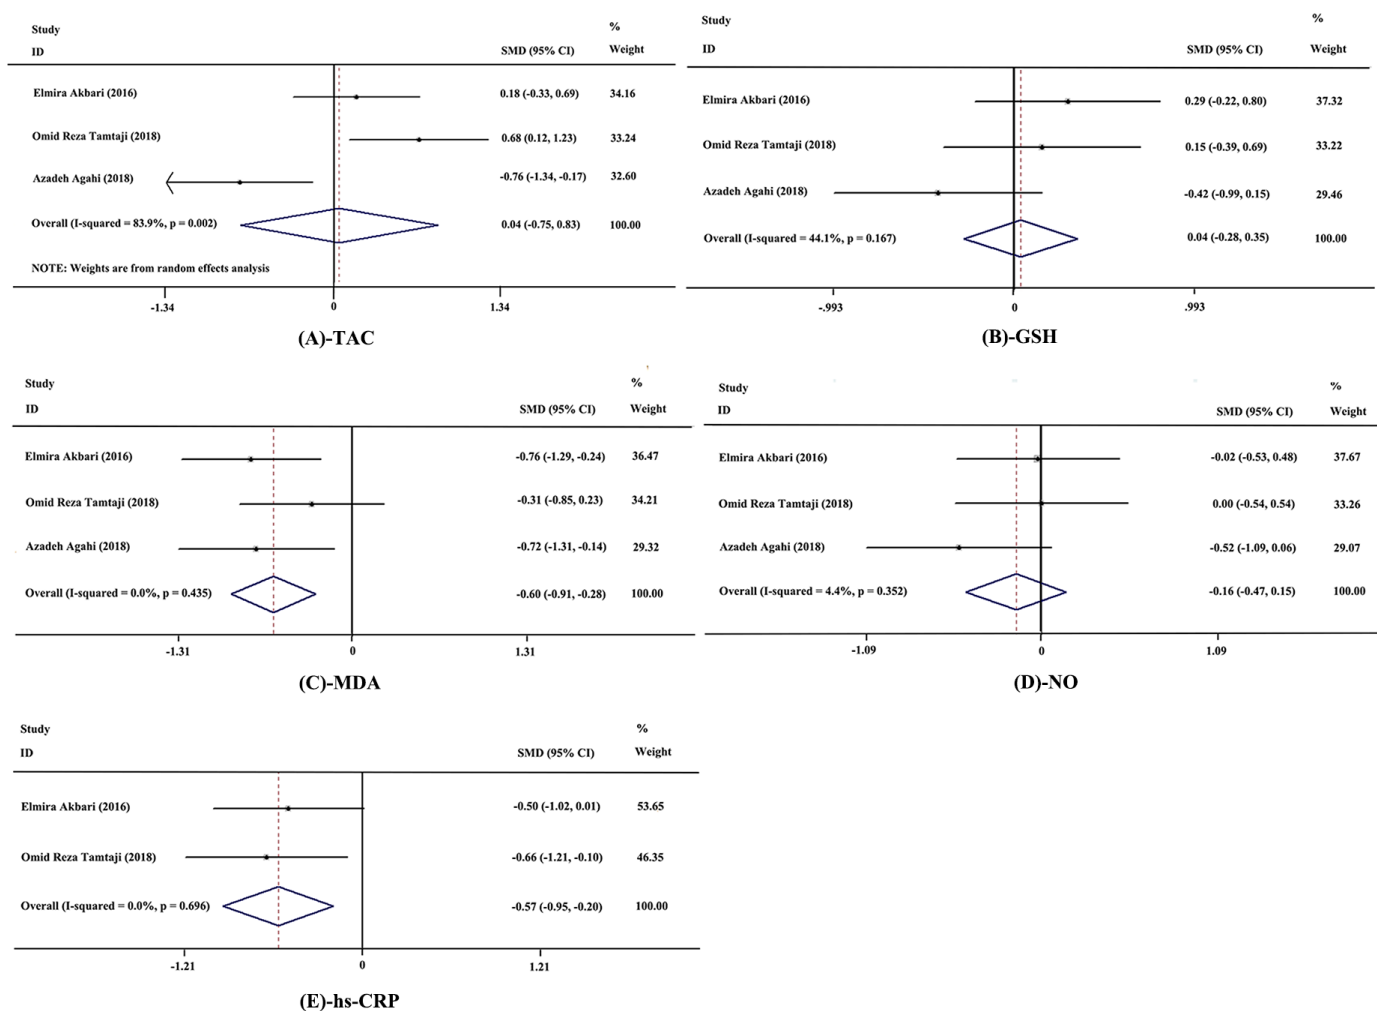 Study %
ID SMD (95% CI) Weight
Elmira Akbari (2016) 0.18 (-0.33, 0.69) 34.16
Omid Reza Tamtaji (2018) 0.68 (0.12, 1.23) 33.24
Azadeh Agahi (2018) -0.76 (-1.34, -0.17) 32.60
Overall (I-squared = 83.9%, p = 0.002) 0.04 (-0.75, 0.83) 100.00
NOTE: Weights are from random effects analysis
-1.34 0 1.34
(A)-TAC
Study %
ID SMD (95% CI) Weight
Elmira Akbari (2016) 0.29 (-0.22, 0.80) 37.32
Omid Reza Tamtaji (2018) 0.15 (-0.39, 0.69) 33.22
Azadeh Agahi (2018) -0.42 (-0.99, 0.15) 29.46
Overall (I-squared = 44.1%, p = 0.167) 0.04 (-0.28, 0.35) 100.00
-.993 0 .993
(B)-GSH
Study %
ID SMD (95% CI) Weight
Elmira Akbari (2016) -0.76 (-1.29, -0.24) 36.47
Omid Reza Tamtaji (2018) -0.31 (-0.85, 0.23) 34.21
Azadeh Agahi (2018) -0.72 (-1.31, -0.14) 29.32
Overall (I-squared = 0.0%, p = 0.435) -0.60 (-0.91, -0.28) 100.00
-1.31 0 1.31
(C)-MDA
Study %
ID SMD (95% CI) Weight
Elmira Akbari (2016) -0.02 (-0.53, 0.48) 37.67
Omid Reza Tamtaji (2018) 0.00 (-0.54, 0.54) 33.26
Azadeh Agahi (2018) -0.52 (-1.09, 0.06) 29.07
Overall (I-squared = 4.4%, p = 0.352) -0.16 (-0.47, 0.15) 100.00
-1.09 0 1.09
(D)-NO
Study %
ID SMD (95% CI) Weight
Elmira Akbari (2016) -0.50 (-1.02, 0.01) 53.65
Omid Reza Tamtaji (2018) -0.66 (-1.21, -0.10) 46.35
Overall (I-squared = 0.0%, p = 0.696) -0.57 (-0.95, -0.20) 100.00
-1.21 0 1.21
(E)-hs-CRP